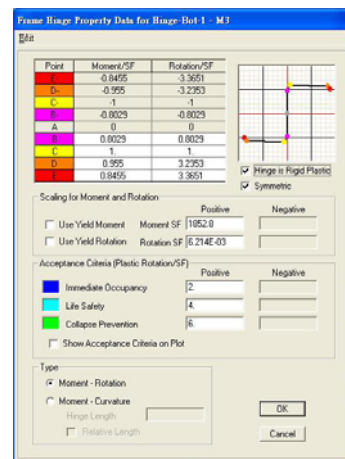 Frame Hinge Property Data for Hinge-Bot-1 - M3
Edit
Point Moment/SF Rotation/SF
E- -0.8455 -3.3651
D- -0.955 -3.2353
C- -1 -1
B- -0.8029 -0.8029
A 0 0
B 0.8029 0.8029
C 1. 1.
D 0.955 3.2353
E 0.8455 3.3651
Hinge is Rigid Plastic
Symmetric
Scaling for Moment and Rotation
Positive Negative
Use Yield Moment Moment SF 1852.8
Use Yield Rotation Rotation SF 6.214E-03
Acceptance Criteria (Plastic Rotation/SF)
Positive Negative
Immediate Occupancy 2.
Life Safety 4.
Collapse Prevention 6.
Show Acceptance Criteria on Plot
Type
Moment - Rotation
Moment - Curvature
Hinge Length
Relative Length
OK
Cancel